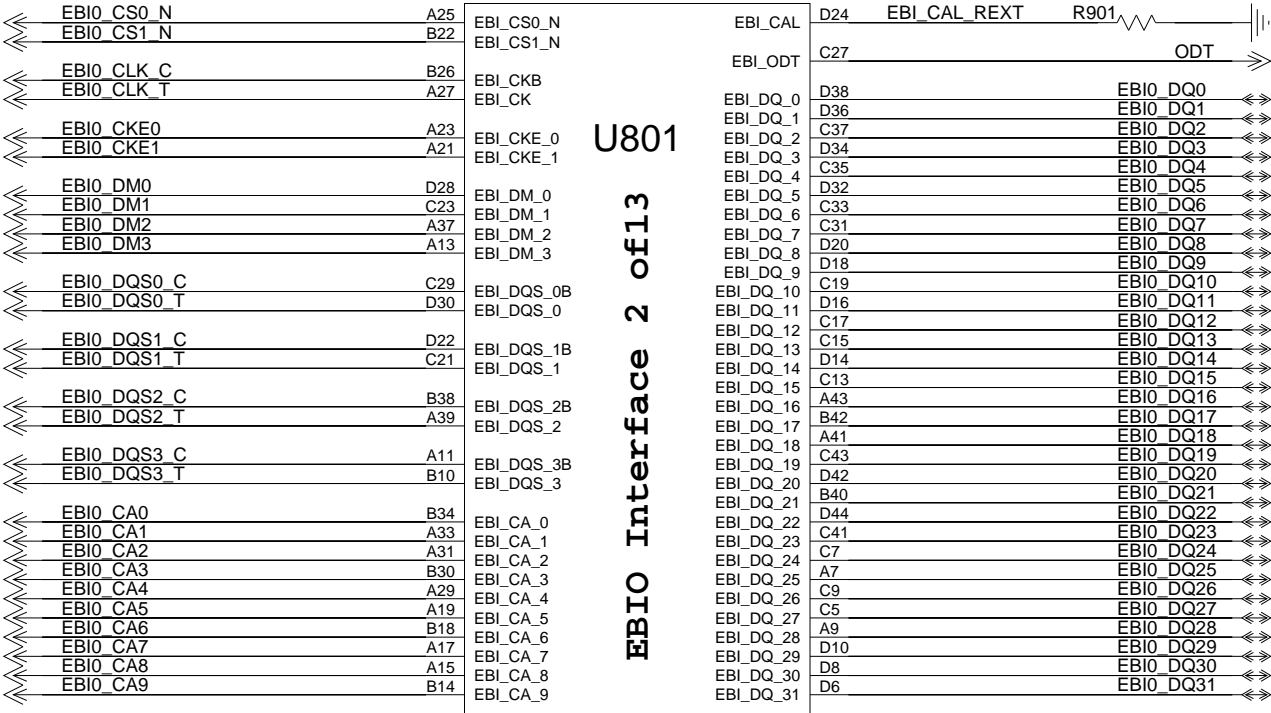 EBI0_CS0_N A25 EBI_CS0_N
EBI0_CS1_N B22 EBI_CS1_N
EBI0_CLK_C B26 EBI_CKB
EBI0_CLK_T A27 EBI_CK
EBI0_CKE0 A23 EBI_CKE_0
EBI0_CKE1 A21 EBI_CKE_1
EBI0_DM0 D28 EBI_DM_0
EBI0_DM1 C23 EBI_DM_1
EBI0_DM2 A37 EBI_DM_2
EBI0_DM3 A13 EBI_DM_3
EBI0_DQS0_C C29 EBI_DQS_0B
EBI0_DQS0_T D30 EBI_DQS_0
EBI0_DQS1_C D22 EBI_DQS_1B
EBI0_DQS1_T C21 EBI_DQS_1
EBI0_DQS2_C B38 EBI_DQS_2B
EBI0_DQS2_T A39 EBI_DQS_2
EBI0_DQS3_C A11 EBI_DQS_3B
EBI0_DQS3_T B10 EBI_DQS_3
EBI0_CA0 B34 EBI_CA_0
EBI0_CA1 A33 EBI_CA_1
EBI0_CA2 A31 EBI_CA_2
EBI0_CA3 B30 EBI_CA_3
EBI0_CA4 A29 EBI_CA_4
EBI0_CA5 A19 EBI_CA_5
EBI0_CA6 B18 EBI_CA_6
EBI0_CA7 A17 EBI_CA_7
EBI0_CA8 A15 EBI_CA_8
EBI0_CA9 B14 EBI_CA_9
U801
EBIO Interface 2 of13
EBI_CAL D24 EBI_CAL_REXT R901
EBI_ODT C27 ODT
EBI_DQ_0 D38 EBI0_DQ0
EBI_DQ_1 D36 EBI0_DQ1
EBI_DQ_2 C37 EBI0_DQ2
EBI_DQ_3 D34 EBI0_DQ3
EBI_DQ_4 C35 EBI0_DQ4
EBI_DQ_5 D32 EBI0_DQ5
EBI_DQ_6 C33 EBI0_DQ6
EBI_DQ_7 C31 EBI0_DQ7
EBI_DQ_8 D20 EBI0_DQ8
EBI_DQ_9 D18 EBI0_DQ9
EBI_DQ_10 C19 EBI0_DQ10
EBI_DQ_11 D16 EBI0_DQ11
EBI_DQ_12 C17 EBI0_DQ12
EBI_DQ_13 C15 EBI0_DQ13
EBI_DQ_14 D14 EBI0_DQ14
EBI_DQ_15 C13 EBI0_DQ15
EBI_DQ_16 A43 EBI0_DQ16
EBI_DQ_17 B42 EBI0_DQ17
EBI_DQ_18 A41 EBI0_DQ18
EBI_DQ_19 C43 EBI0_DQ19
EBI_DQ_20 D42 EBI0_DQ20
EBI_DQ_21 B40 EBI0_DQ21
EBI_DQ_22 D44 EBI0_DQ22
EBI_DQ_23 C41 EBI0_DQ23
EBI_DQ_24 C7 EBI0_DQ24
EBI_DQ_25 A7 EBI0_DQ25
EBI_DQ_26 C9 EBI0_DQ26
EBI_DQ_27 C5 EBI0_DQ27
EBI_DQ_28 A9 EBI0_DQ28
EBI_DQ_29 D10 EBI0_DQ29
EBI_DQ_30 D8 EBI0_DQ30
EBI_DQ_31 D6 EBI0_DQ31